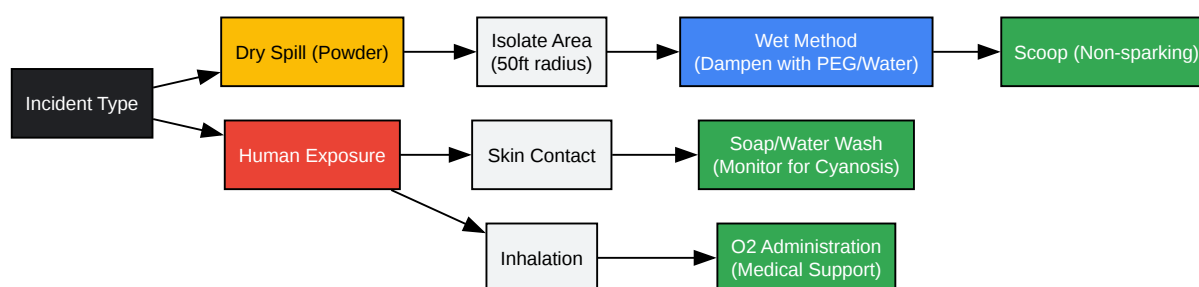 Incident Type
Dry Spill (Powder)
Isolate Area
(50ft radius)
Wet Method
(Dampen with PEG/Water)
Scoop (Non-sparking)
Human Exposure
Skin Contact
Soap/Water Wash
(Monitor for Cyanosis)
Inhalation
O2 Administration
(Medical Support)